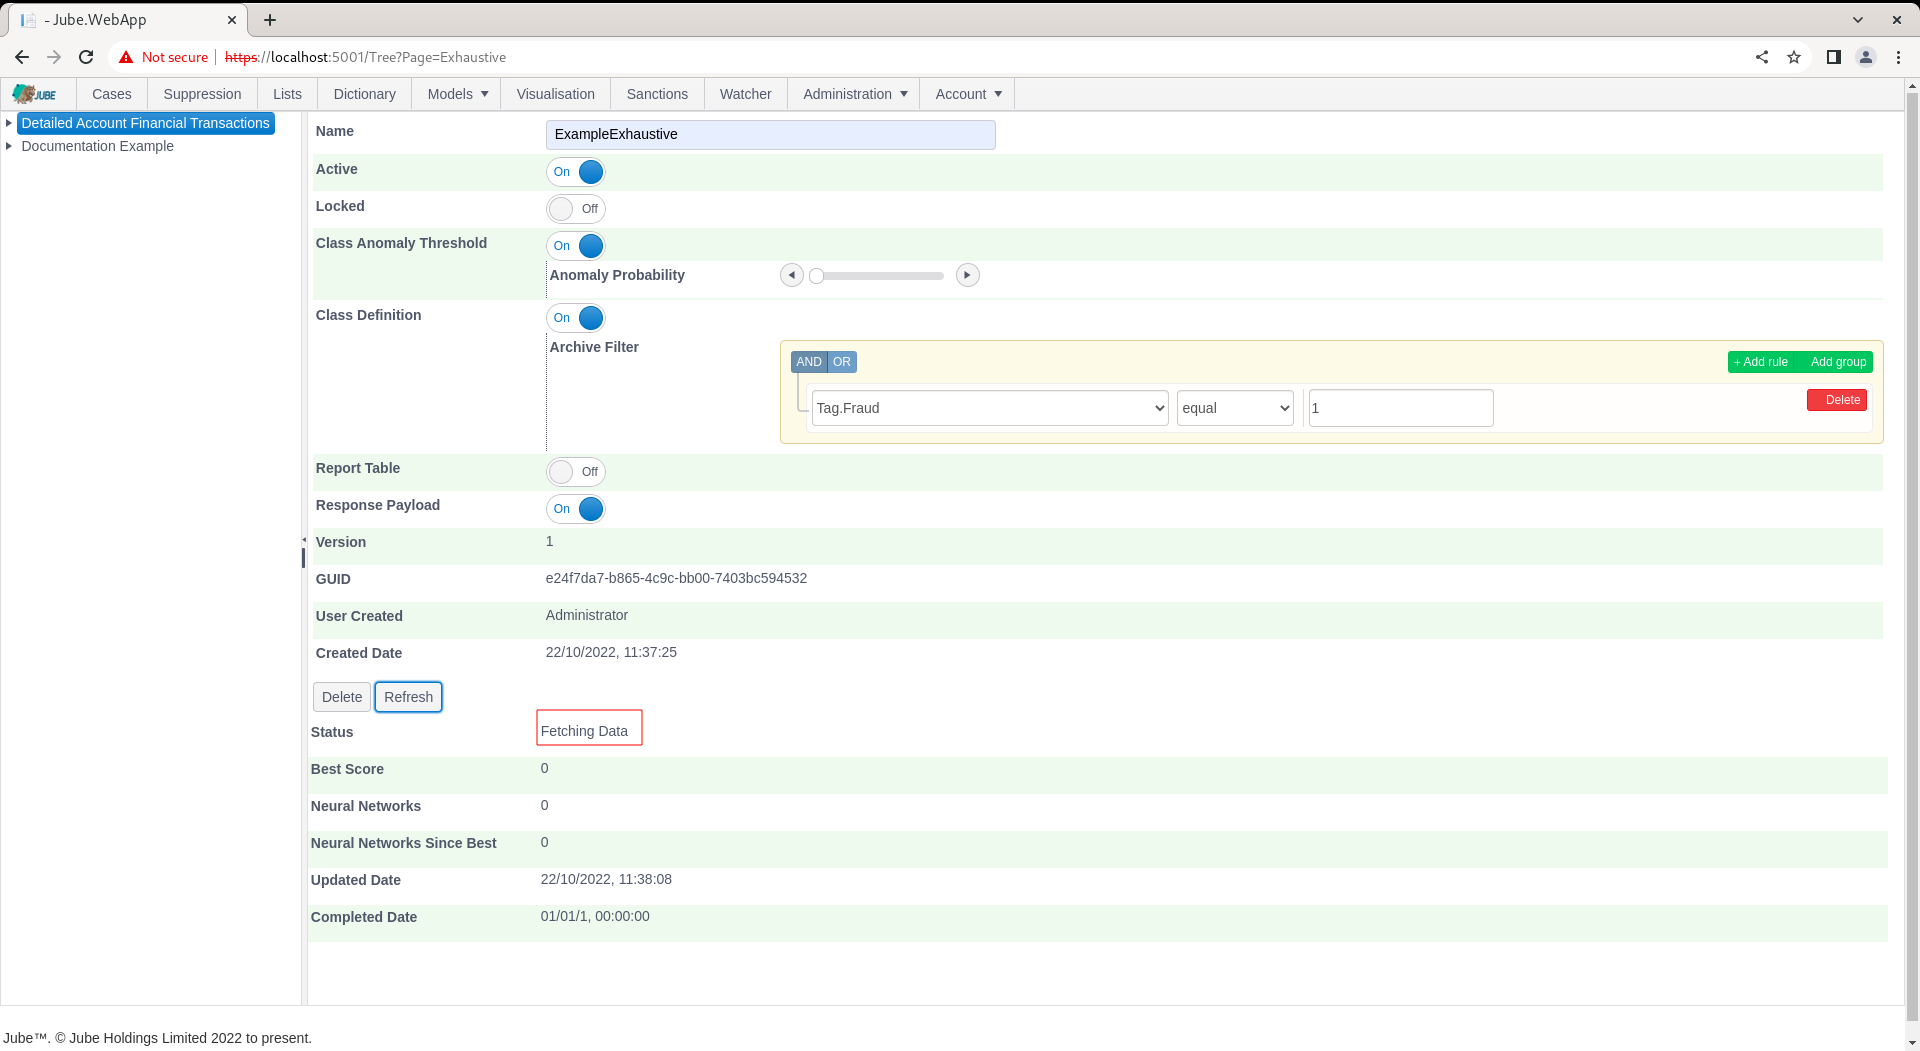 - Jube.WebApp
Not secure https://localhost:5001/Tree?Page=Exhaustive
JUBE Cases Suppression Lists Dictionary Models Visualisation Sanctions Watcher Administration Account
Detailed Account Financial Transactions
Documentation Example
Name ExampleExhaustive
Active On
Locked Off
Class Anomaly Threshold On
Anomaly Probability
Class Definition On
Archive Filter
AND OR + Add rule Add group
Tag.Fraud equal 1 Delete
Report Table Off
Response Payload On
Version 1
GUID e24f7da7-b865-4c9c-bb00-7403bc594532
User Created Administrator
Created Date 22/10/2022, 11:37:25
Delete Refresh
Status Fetching Data
Best Score 0
Neural Networks 0
Neural Networks Since Best 0
Updated Date 22/10/2022, 11:38:08
Completed Date 01/01/1, 00:00:00
Jube™. © Jube Holdings Limited 2022 to present.